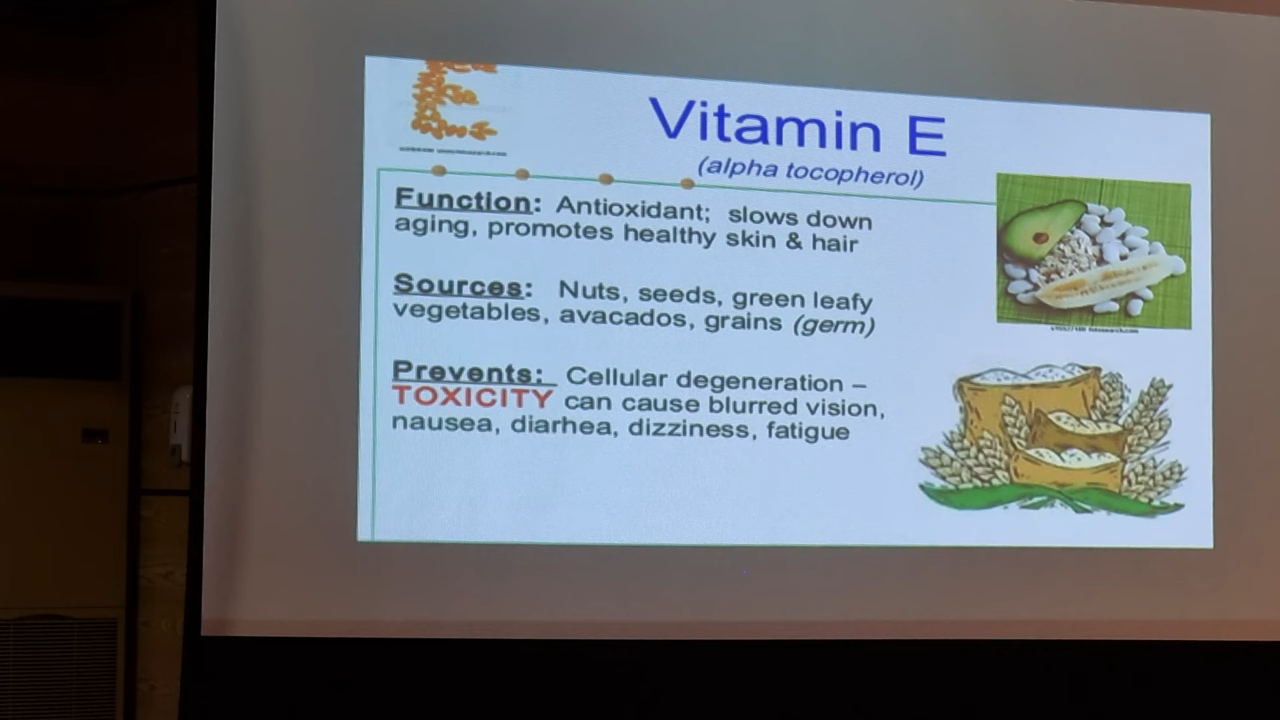 Vitamin E
(alpha tocopherol)
Function: Antioxidant; slows down
aging, promotes healthy skin & hair
Sources: Nuts, seeds, green leafy
vegetables, avacados, grains (germ)
Prevents: Cellular degeneration –
TOXICITY can cause blurred vision,
nausea, diarhea, dizziness, fatigue